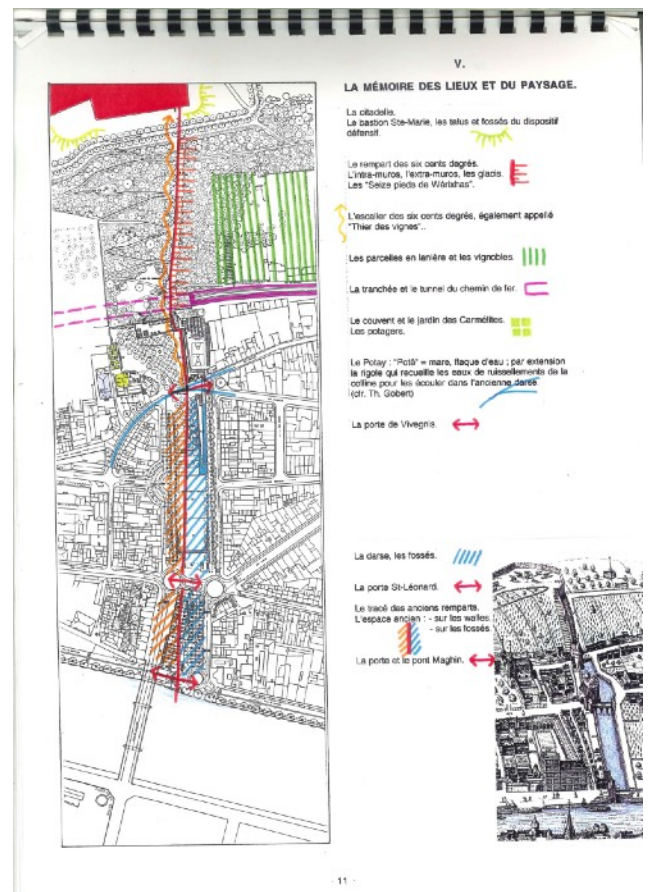 V.
LA MÉMOIRE DES LIEUX ET DU PAYSAGE.
La citadelle.
Le bastion Ste-Marie, les talus et fossés du dispositif
défensif.
Le rempart des six cents degrés.
L'intra-muros, l'extra-muros, les glacis.
Les "Seize pieds de Wérixhas".
L'escalier des six cents degrés, également appelé
"Thier des vignes"..
Les parcelles en lanière et les vignobles.
La tranchée et le tunnel du chemin de fer.
Le couvent et le jardin des Carmélites.
Les potagers.
Le Potay : "Potâ" = mare, flaque d'eau ; par extension
la rigole qui recueille les eaux de ruissellements de la
colline pour les écouler dans l'ancienne darse
(cfr. Th. Gobert)
La porte de Vivegnis.
La darse, les fossés.
La porte St-Léonard.
Le tracé des anciens remparts.
L'espace ancien : - sur les walles.
- sur les fossés
La porte et le pont Maghin.
- 11 -